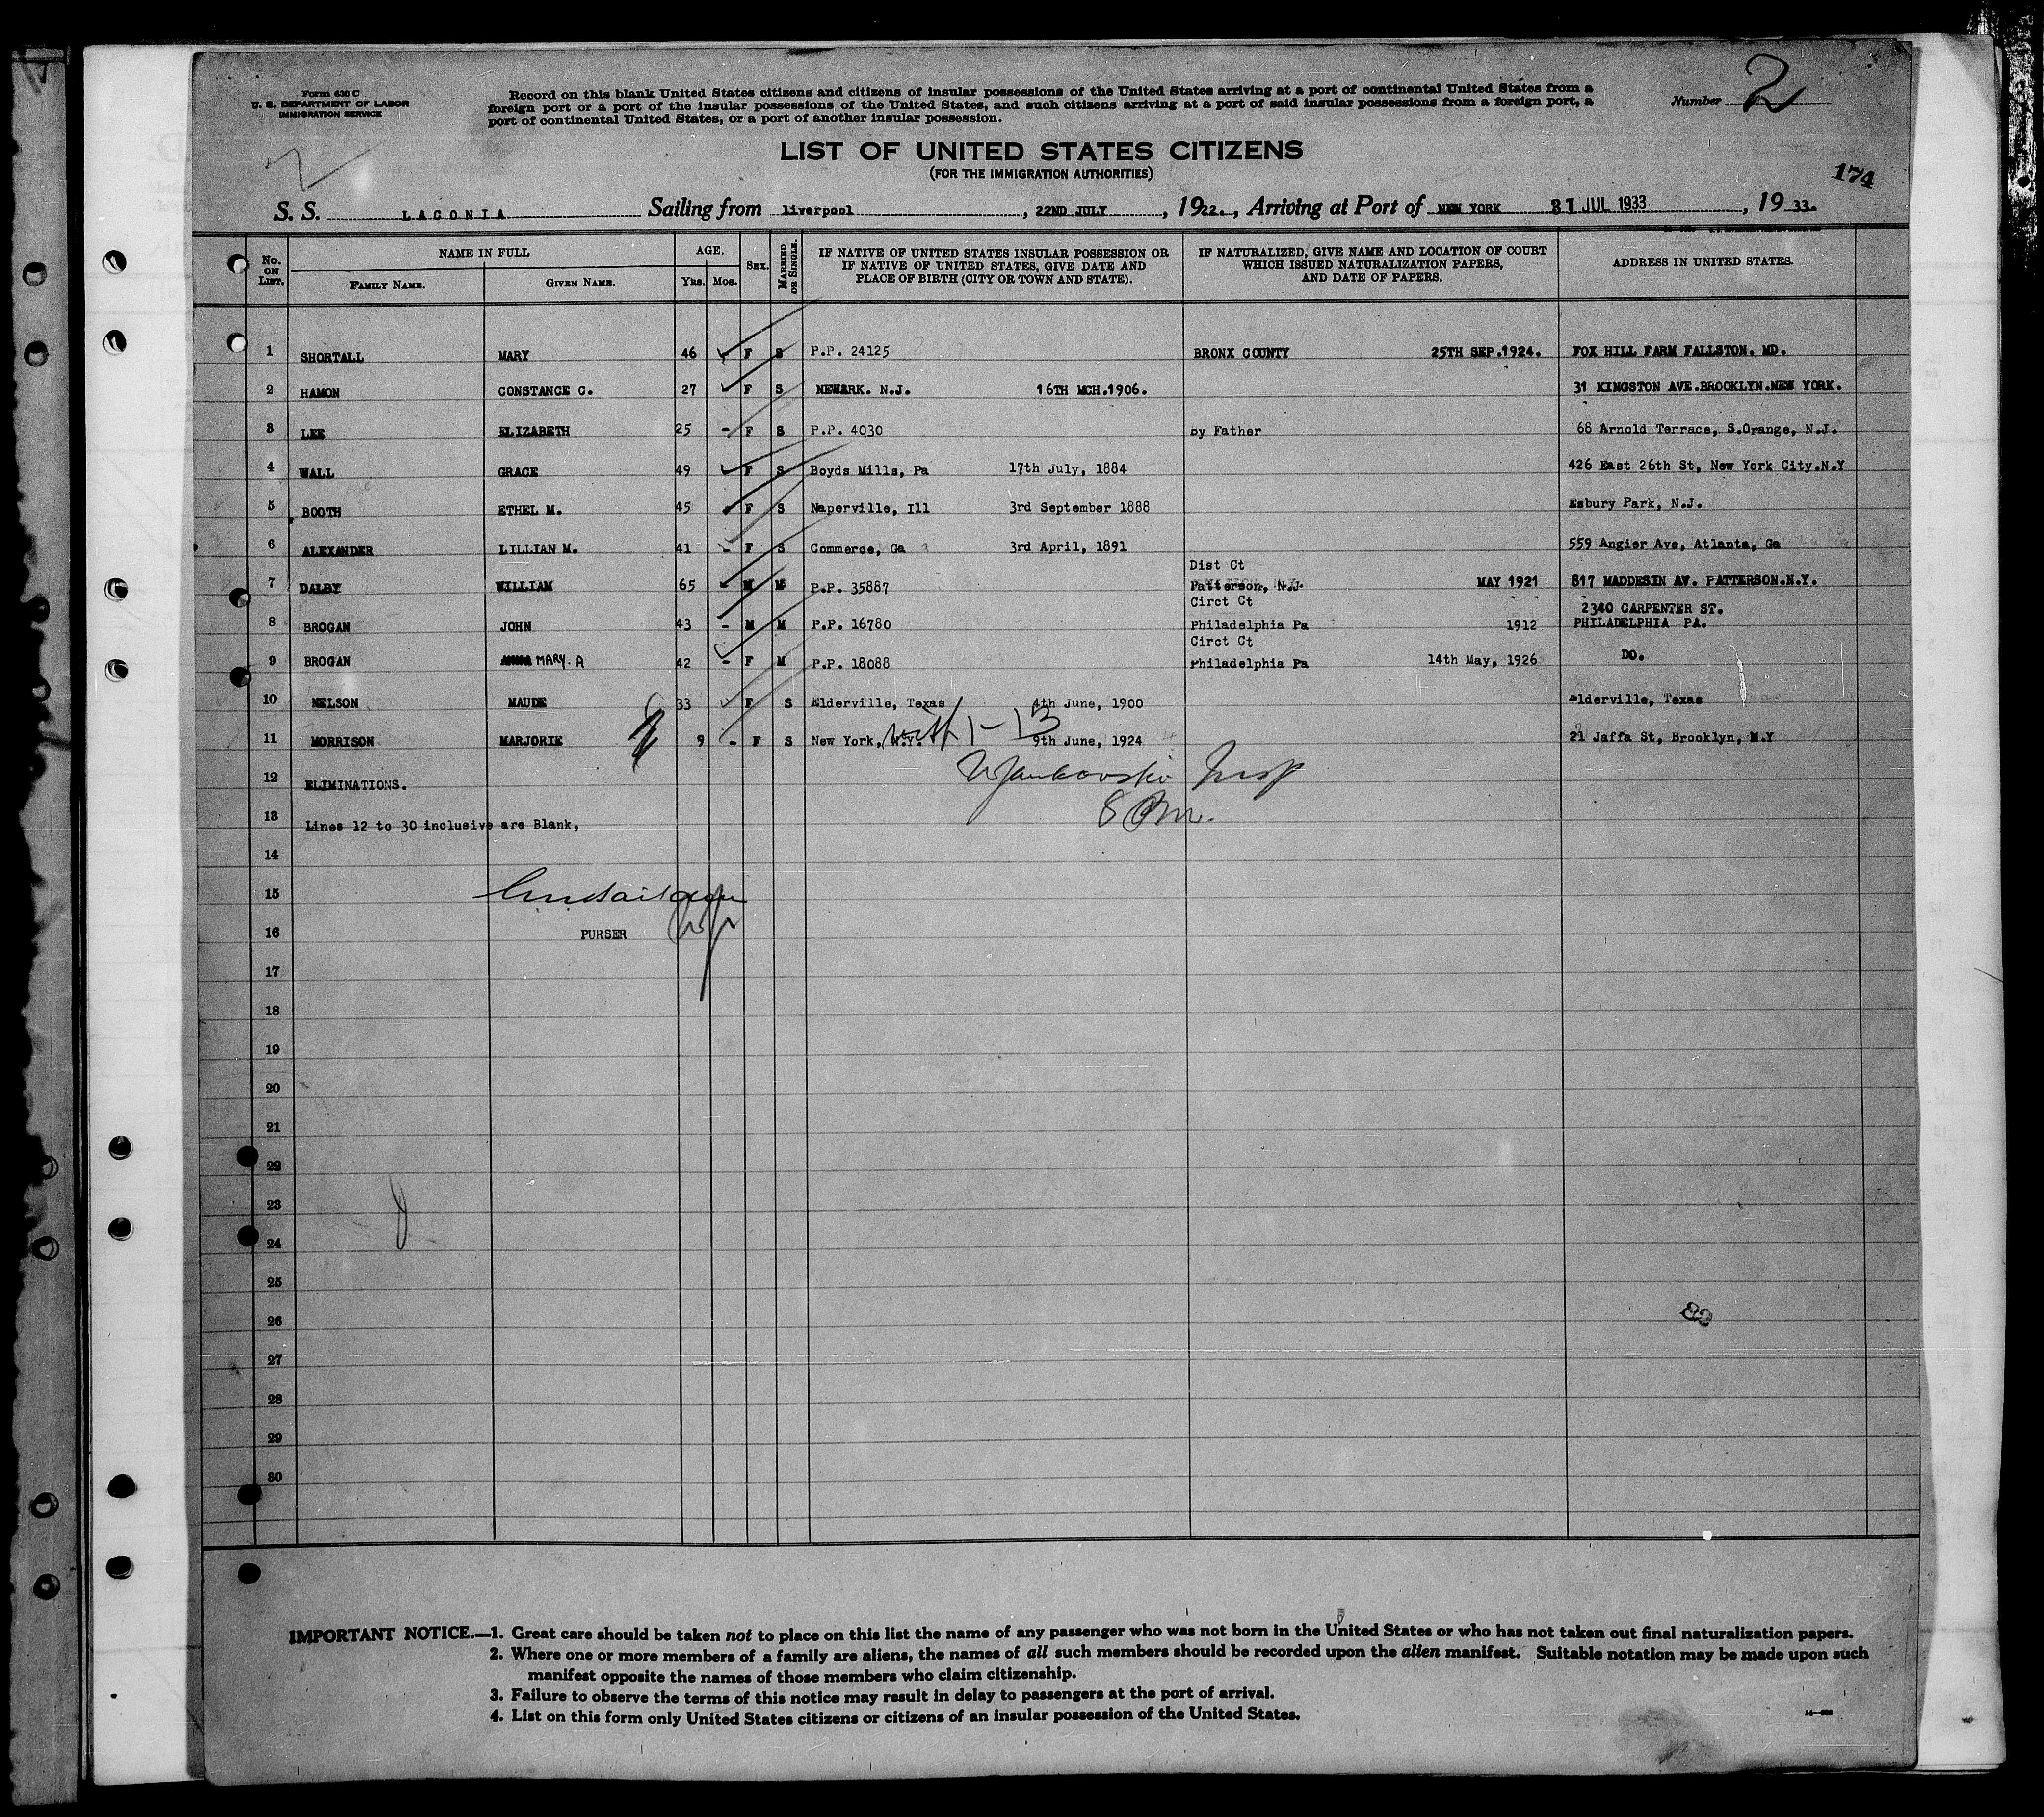 Form 630 C
U. S. DEPARTMENT OF LABOR
IMMIGRATION SERVICE
Record on this blank United States citizens and citizens of insular possessions of the United States arriving at a port of continental United States from a
foreign port or a port of the insular possessions of the United States, and such citizens arriving at a port of said insular possessions from a foreign port, a
port of continental United States, or a port of another insular possession.
Number 2
LIST OF UNITED STATES CITIZENS
(FOR THE IMMIGRATION AUTHORITIES)
174
S. S. LACONIA Sailing from liverpool, 22ND JULY, 1922., Arriving at Port of NEW YORK 31 JUL 1933, 1933.
No. ON LIST. NAME IN FULL FAMILY NAME. GIVEN NAME. AGE. YRS. MOS. SEX. MARRIED OR SINGLE. IF NATIVE OF UNITED STATES INSULAR POSSESSION OR IF NATIVE OF UNITED STATES, GIVE DATE AND PLACE OF BIRTH (CITY OR TOWN AND STATE). IF NATURALIZED, GIVE NAME AND LOCATION OF COURT WHICH ISSUED NATURALIZATION PAPERS, AND DATE OF PAPERS. ADDRESS IN UNITED STATES.
1 SHORTALL MARY 46 F S P.P. 24125 BRONX COUNTY 25TH SEP.1924. FOX HILL FARM FALLSTON. MD.
2 HAMON CONSTANCE C. 27 F S NEWARK. N.J. 16TH MCH.1906. 31 KINGSTON AVE.BROOKLYN.NEW YORK.
3 LEE ELIZABETH 25 - F S P.P. 4030 By Father 68 Arnold Terrace, S.Orange, N.J.
4 WALL GRACE 49 F S Boyds Mills, Pa 17th July, 1884 426 East 26th St, New York City.N.Y
5 BOOTH ETHEL M. 45 F S Naperville, Ill 3rd September 1888 Esbury Park, N.J.
6 ALEXANDER LILLIAN M. 41 - F S Commerce, Ga 3rd April, 1891 559 Angier Ave, Atlanta, Ga
Dist Ct
7 DALBY WILLIAM 65 M M P.P. 35887 Patterson, N.J. MAY 1921 817 MADDESIN AV. PATTERSON.N.Y.
Circt Ct 2340 CARPENTER ST.
8 BROGAN JOHN 43 - M M P.P. 16780 Philadelphia Pa 1912 PHILADELPHIA PA.
Circt Ct
9 BROGAN MARY. A 42 - F M P.P. 18088 Philadelphia Pa 14th May, 1926 DO.
10 NELSON MAUDE 33 F S Elderville, Texas 4th June, 1900 Elderville, Texas
11 MORRISON MARJORIE 9 - F S New York, N.Y. 9th June, 1924 21 Jaffa St, Brooklyn, N.Y
with 1-13
12 ELIMINATIONS.
Insp
13 Lines 12 to 30 inclusive are Blank,
14
15
16 PURSER
17
18
19
20
21
22
23
24
25
26
27
28
29
30
IMPORTANT NOTICE.—1. Great care should be taken not to place on this list the name of any passenger who was not born in the United States or who has not taken out final naturalization papers.
2. Where one or more members of a family are aliens, the names of all such members should be recorded upon the alien manifest. Suitable notation may be made upon such
manifest opposite the names of those members who claim citizenship.
3. Failure to observe the terms of this notice may result in delay to passengers at the port of arrival.
4. List on this form only United States citizens or citizens of an insular possession of the United States.